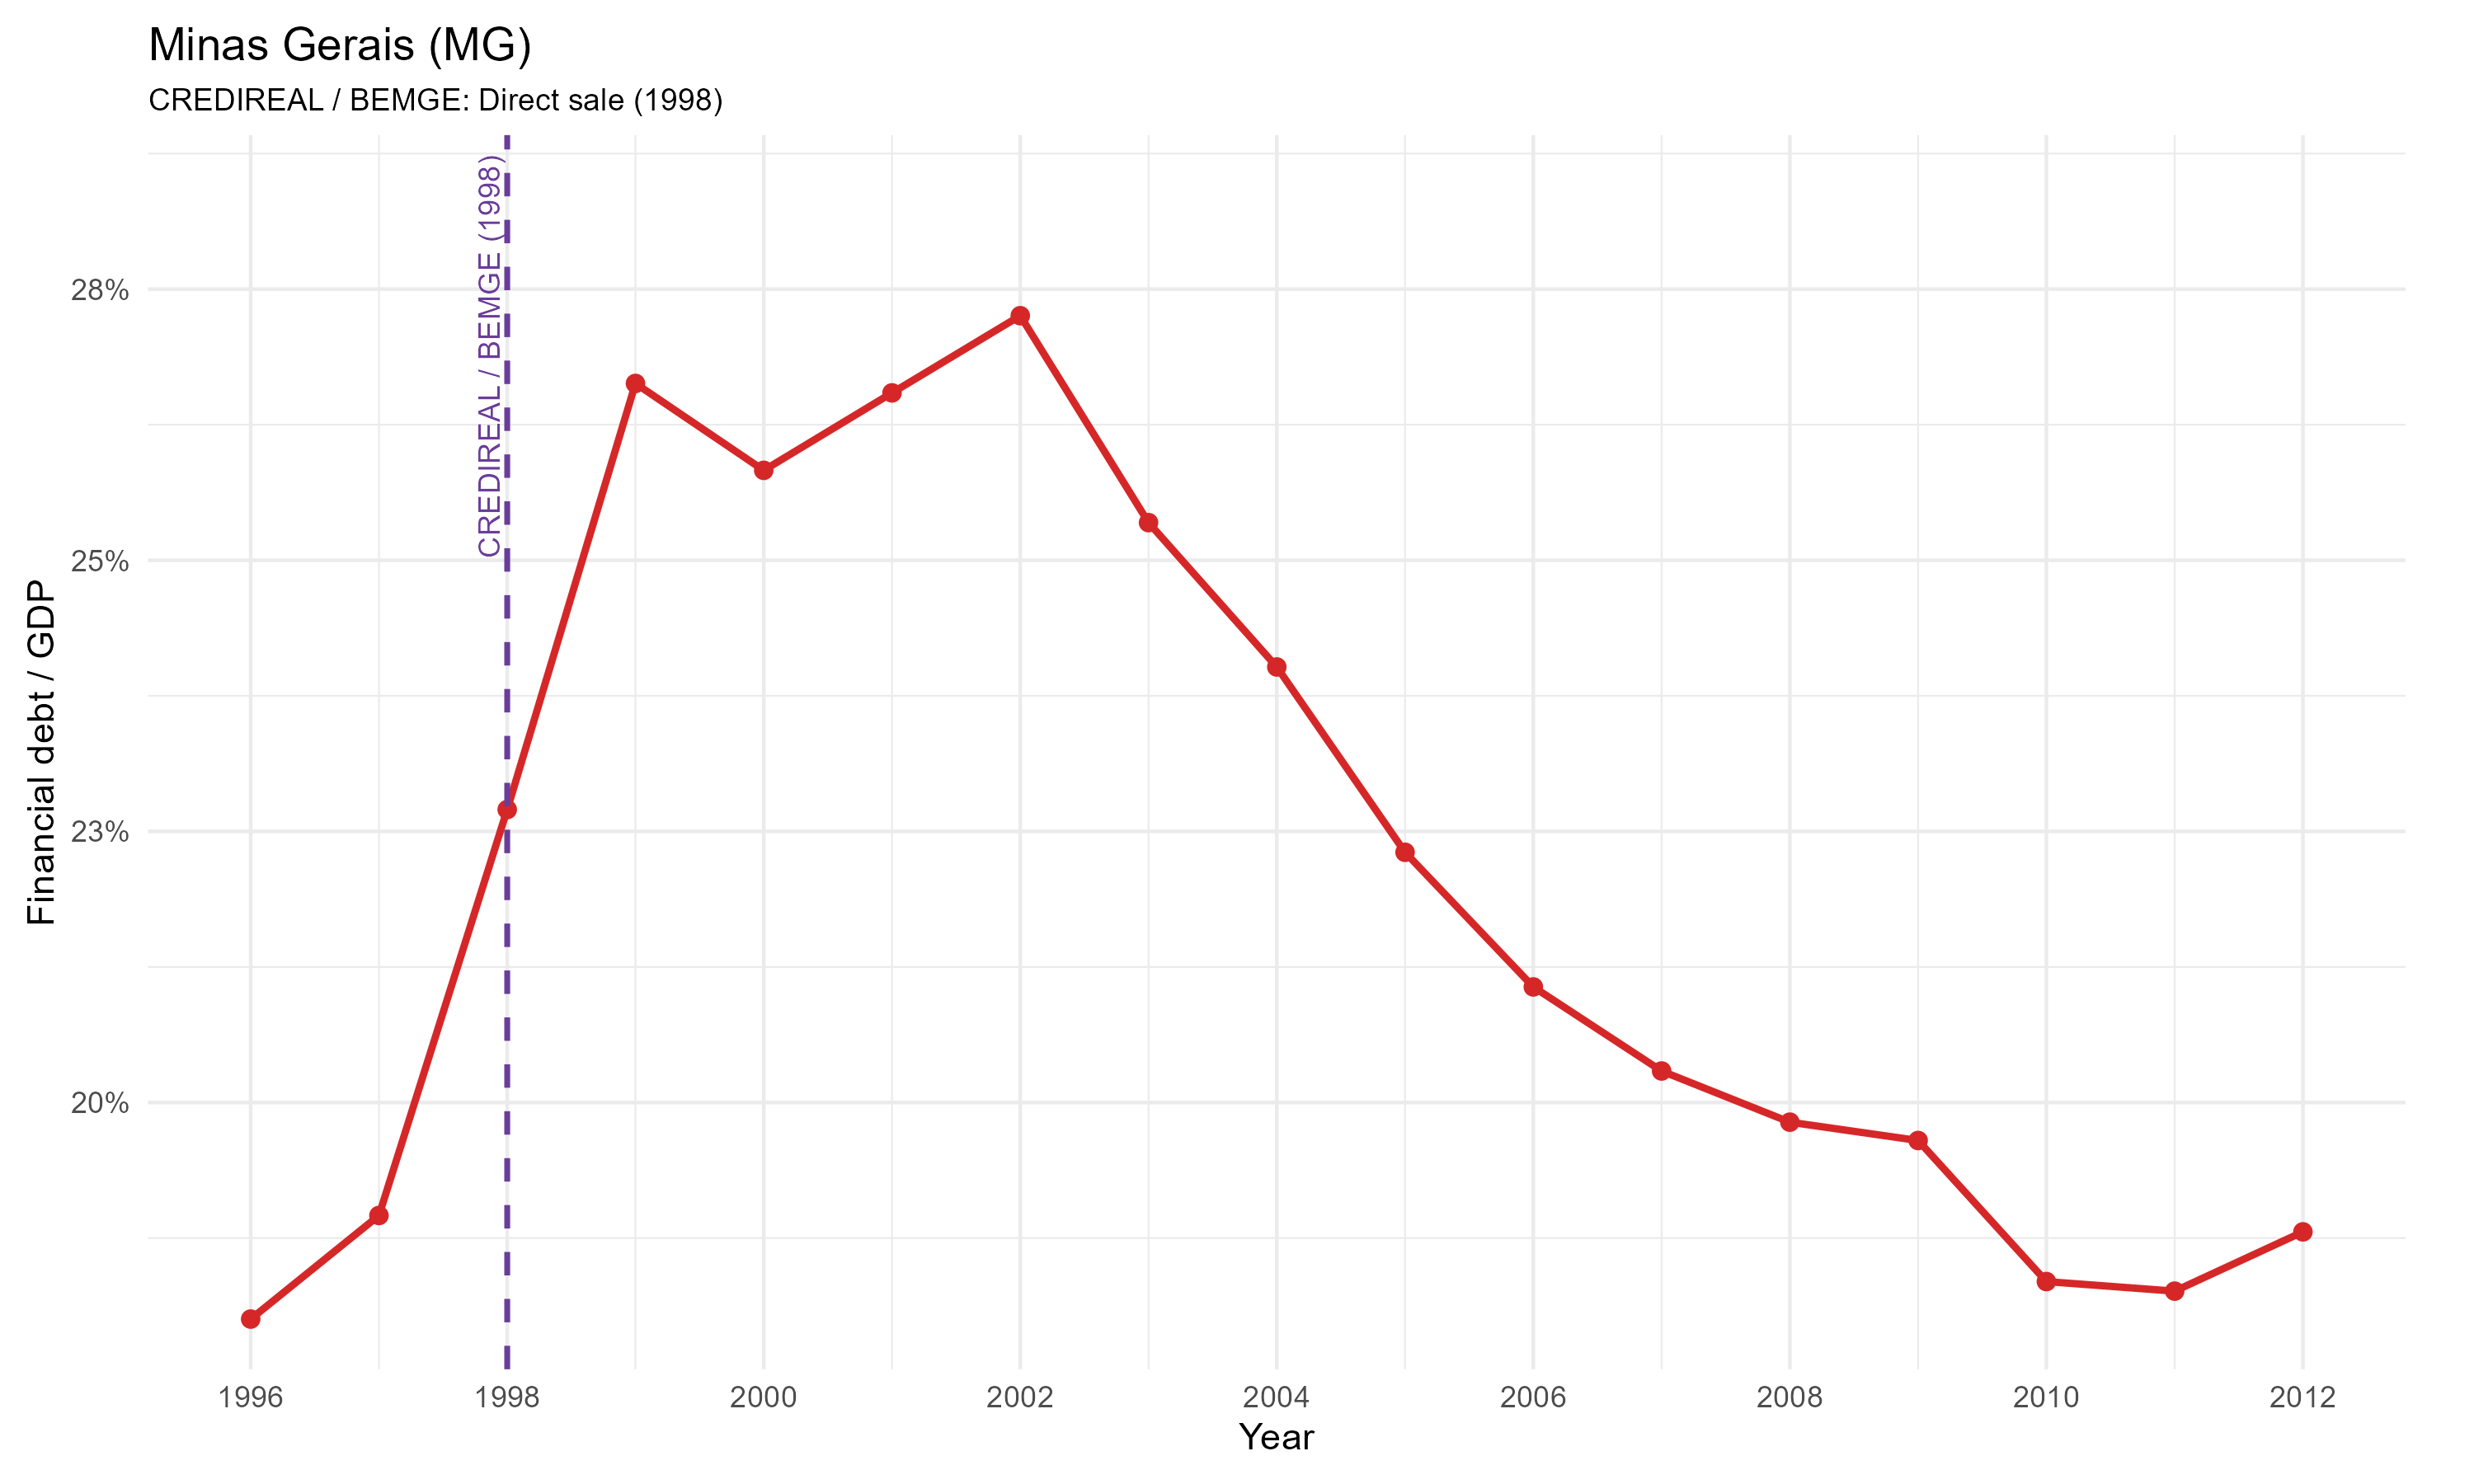 Minas Gerais (MG)
CREDIREAL / BEMGE: Direct sale (1998)
CREDIREAL / BEMGE (1998)
Financial debt / GDP
28%
25%
23%
20%
1996 1998 2000 2002 2004 2006 2008 2010 2012
Year